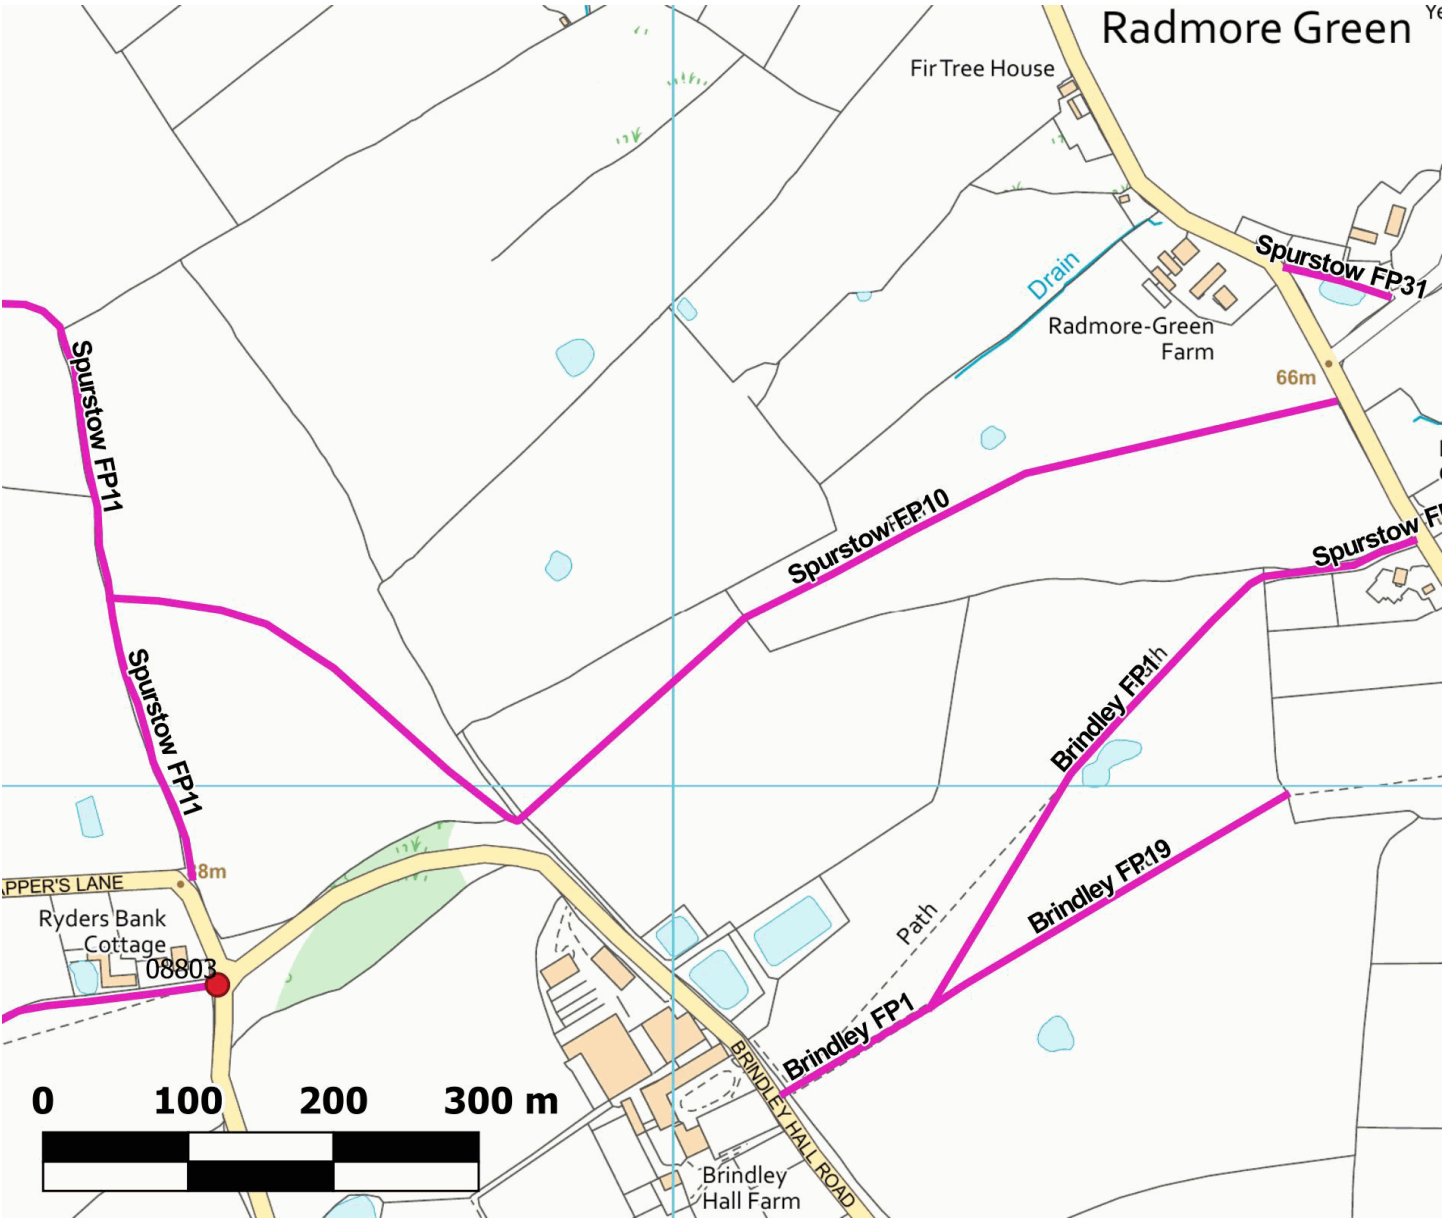 Radmore Green
Ye
Fir Tree House
Drain
Spurstow FP31
Radmore-Green
Farm
66m
Spurstow FP11
Spurstow FP10
Spurstow F
Spurstow FP11
Brindley FP1
Brindley FP19
Path
8m
APPER'S LANE
Ryders Bank
Cottage
08803
Brindley FP1
BRINDLEY HALL ROAD
0 100 200 300 m
Brindley
Hall Farm